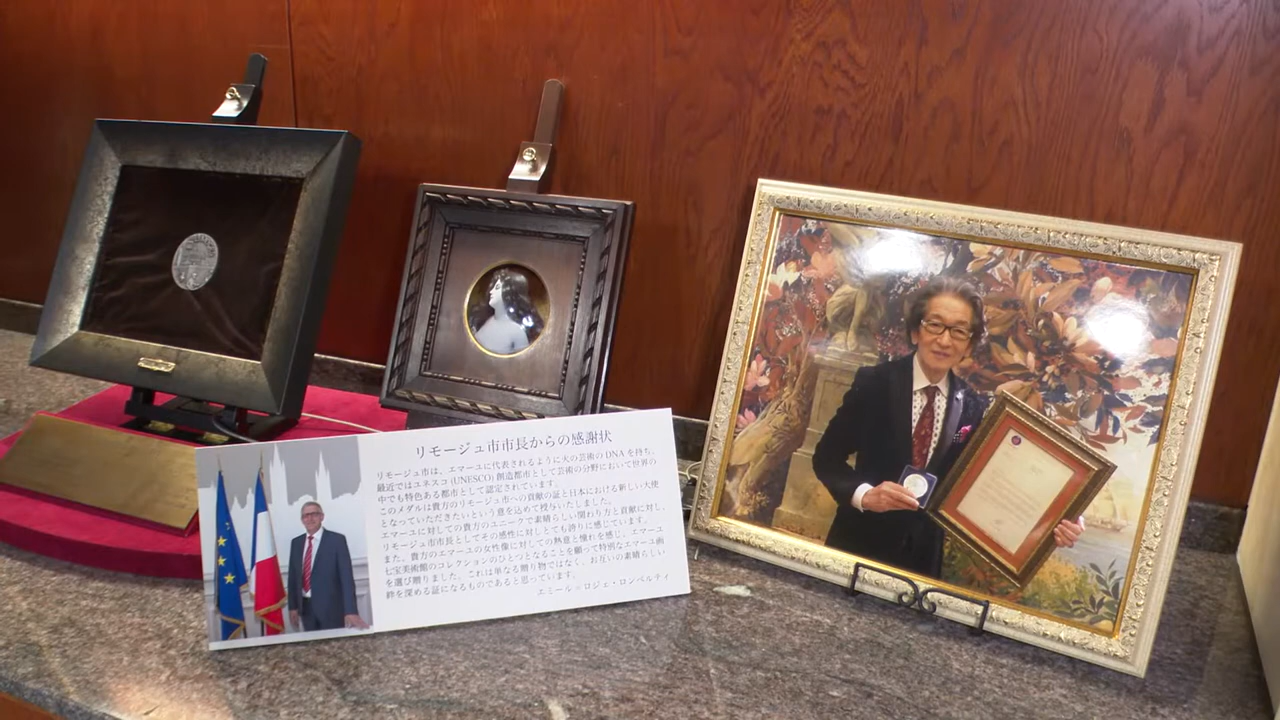 リモージュ市市長からの感謝状
リモージュ市は、エマーユに代表されるように火の芸術のDNAを持ち、
最近ではユネスコ(UNESCO)創造都市として芸術の分野において世界の
中でも特色ある都市として認定されています。
このメダルは貴方のリモージュ市への貢献の証と日本における新しい大使
となっていただきたいという意を込めて授与いたしました。
エマーユに対しての貴方のユニークで素晴らしい関わり方と貢献に対し、
リモージュ市市長としてその感性に対しとても誇りに感じています。
また、貴方のエマーユの女性像に対しての熱意と憧れを感じ、エマーユ
七宝美術館のコレクションのひとつとなることを願って特別なエマーユ画
を選び贈りました。これは単なる贈り物ではなく、お互いの素晴らしい
絆を深める証になるものであると思っています。
エミール＝ロジェ・ロンベルティ